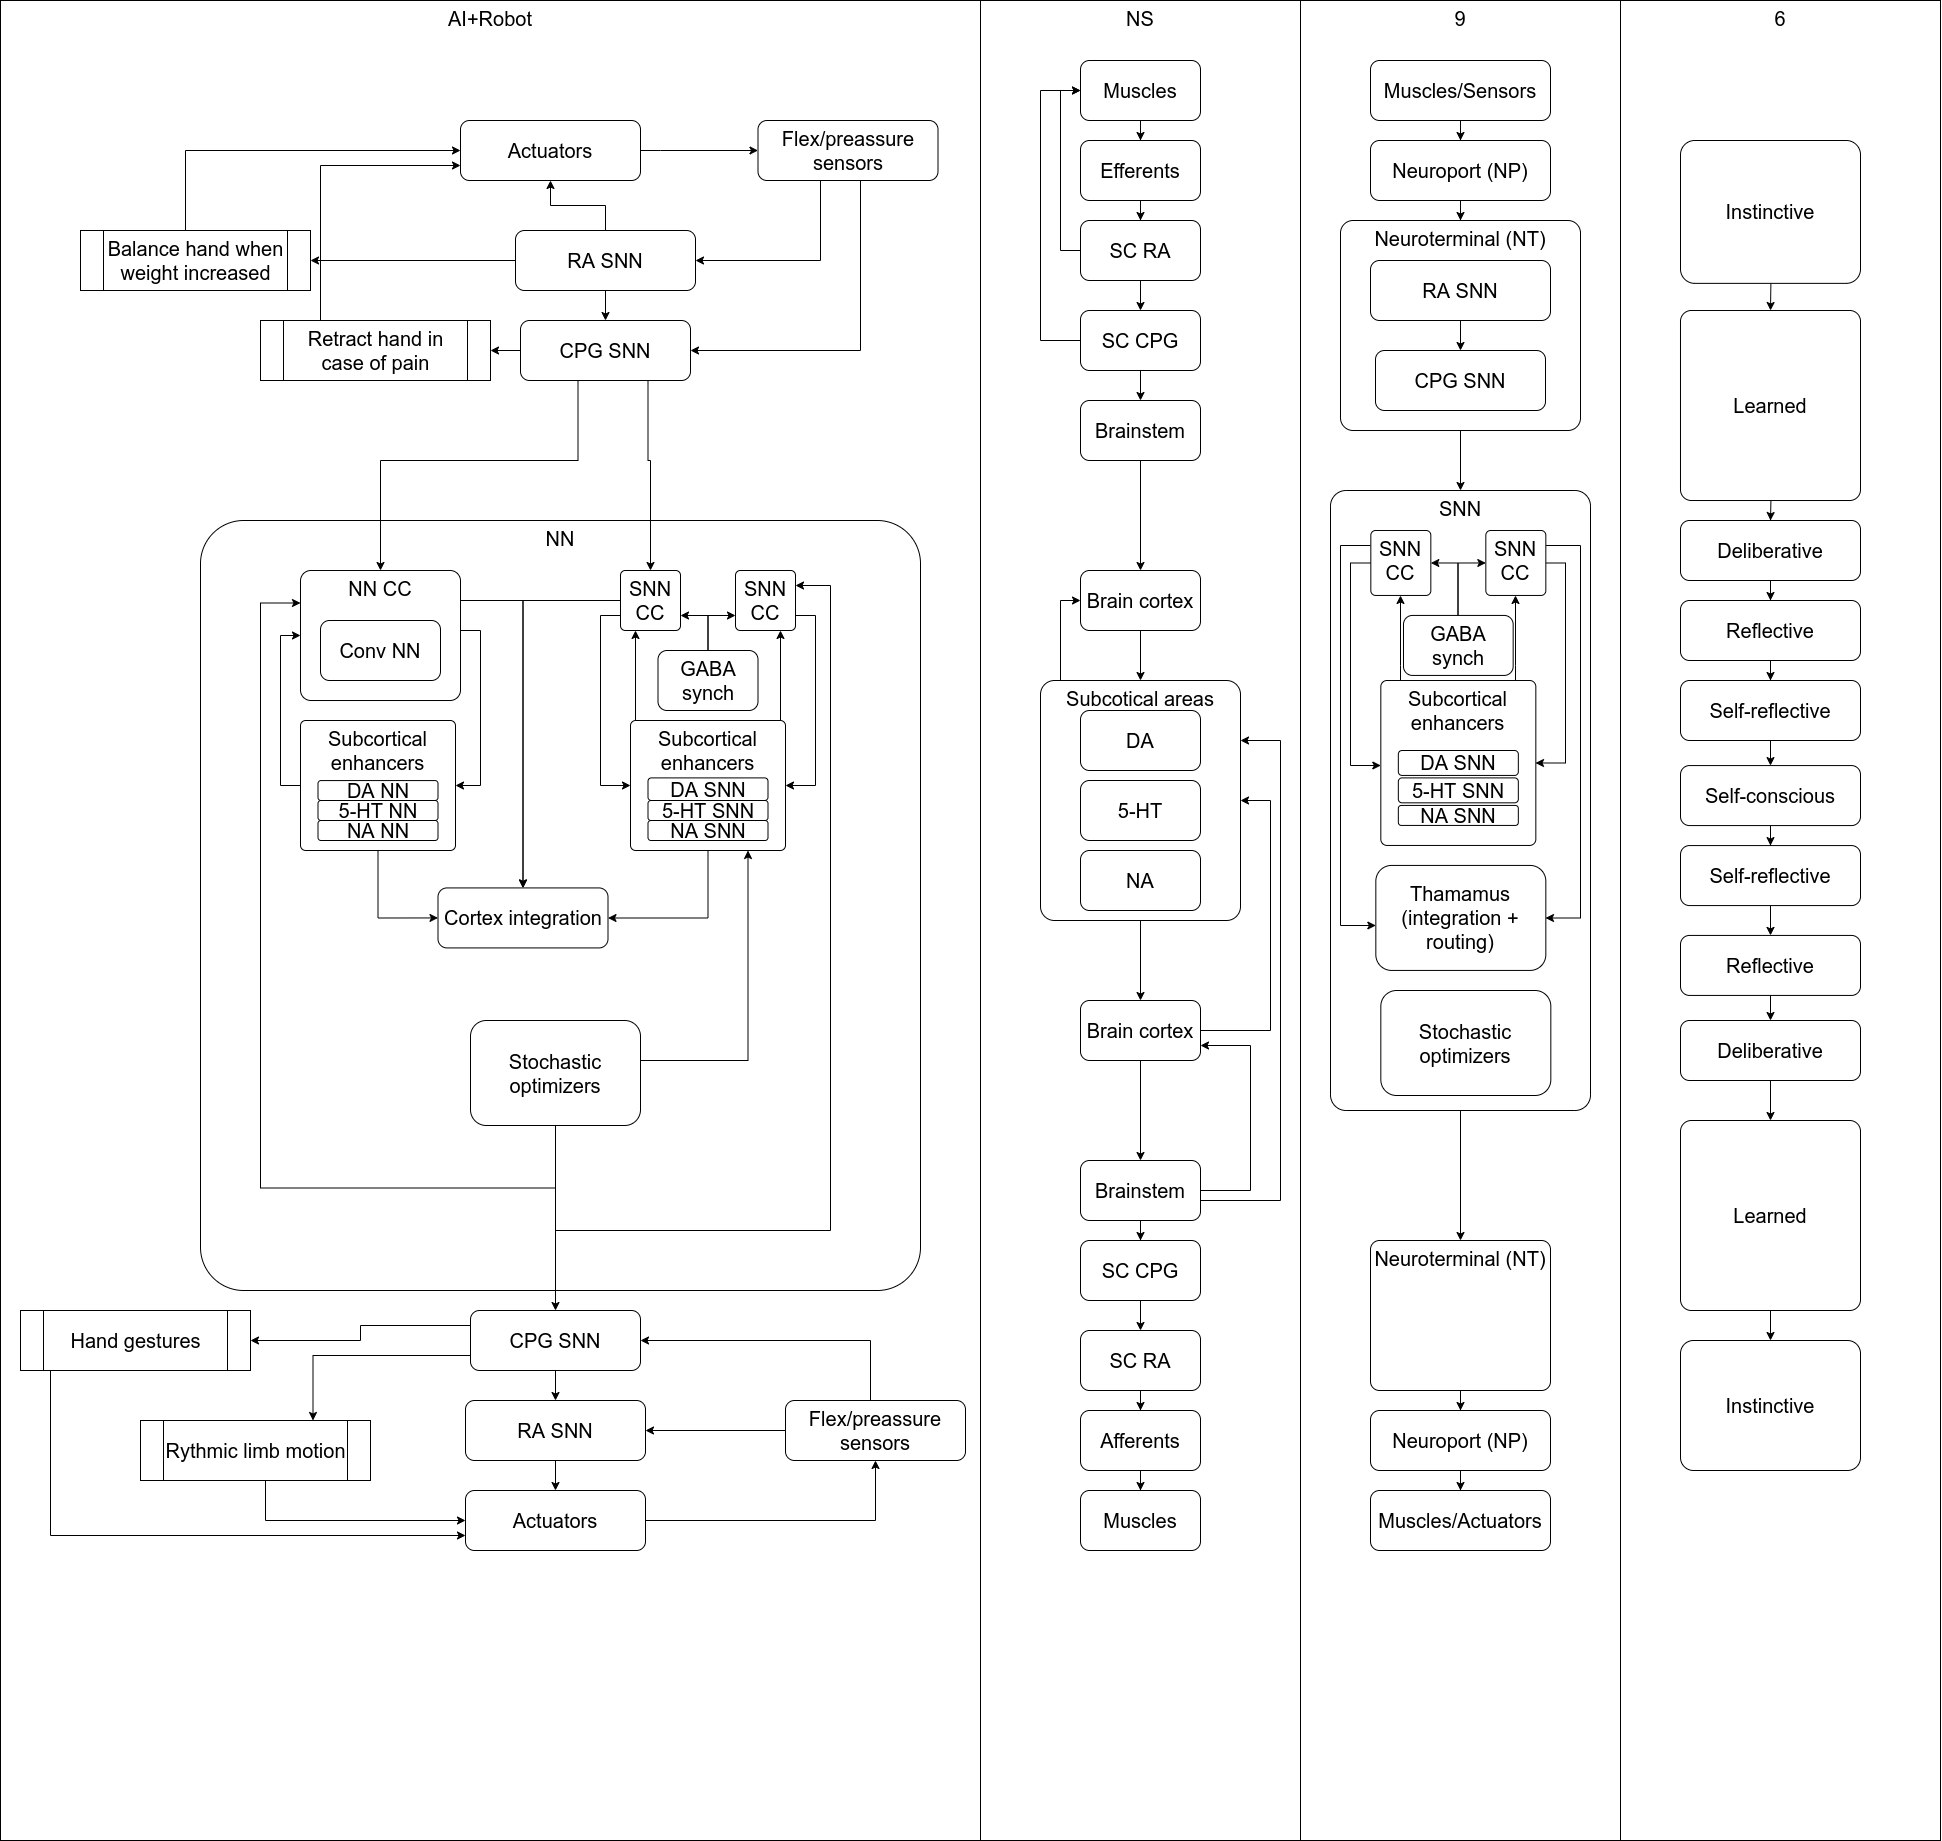 AI+Robot
Actuators
Flex/preassure
sensors
Balance hand when
weight increased
RA SNN
Retract hand in
case of pain
CPG SNN
NN
NN CC
Conv NN
SNN
CC
SNN
CC
GABA
synch
Subcortical
enhancers
DA NN
5-HT NN
NA NN
Subcortical
enhancers
DA SNN
5-HT SNN
NA SNN
Cortex integration
Stochastic
optimizers
Hand gestures
CPG SNN
Rythmic limb motion
RA SNN
Flex/preassure
sensors
Actuators
NS
Muscles
Efferents
SC RA
SC CPG
Brainstem
Brain cortex
Subcotical areas
DA
5-HT
NA
Brain cortex
Brainstem
SC CPG
SC RA
Afferents
Muscles
9
Muscles/Sensors
Neuroport (NP)
Neuroterminal (NT)
RA SNN
CPG SNN
SNN
SNN
CC
SNN
CC
GABA
synch
Subcortical
enhancers
DA SNN
5-HT SNN
NA SNN
Thamamus
(integration +
routing)
Stochastic
optimizers
Neuroterminal (NT)
Neuroport (NP)
Muscles/Actuators
6
Instinctive
Learned
Deliberative
Reflective
Self-reflective
Self-conscious
Self-reflective
Reflective
Deliberative
Learned
Instinctive